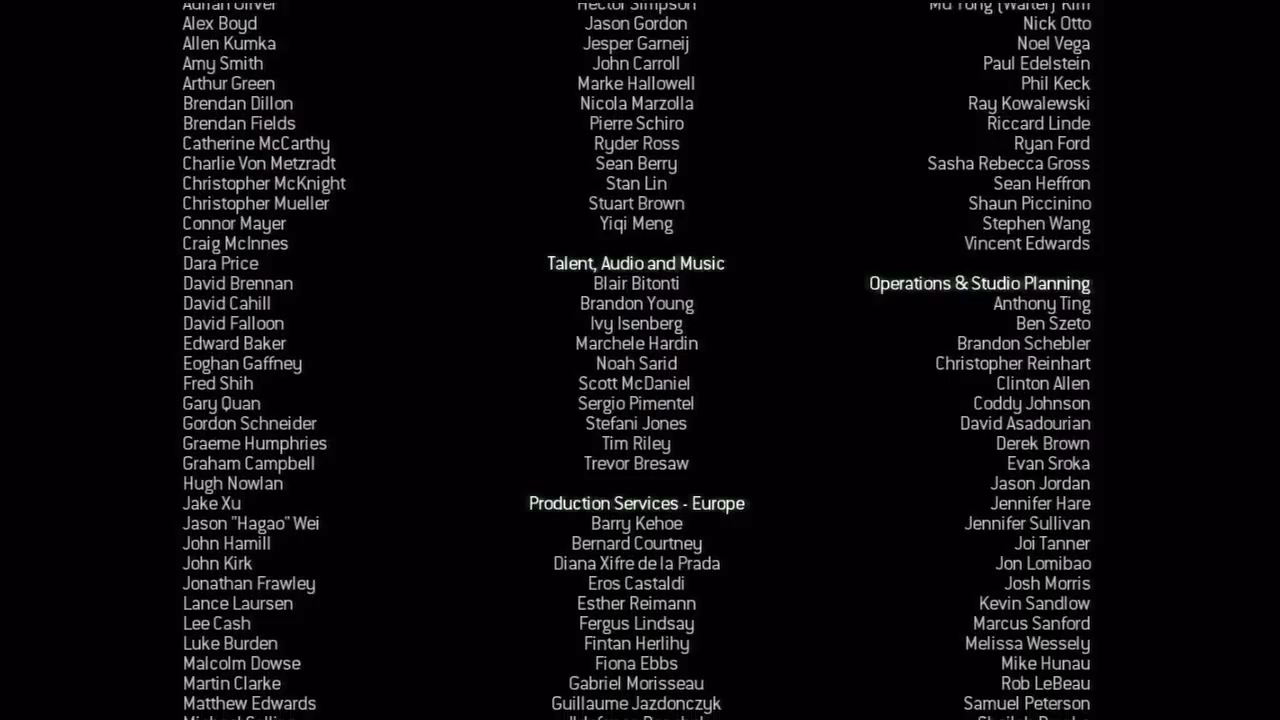 Adrian Oliver
Alex Boyd
Allen Kumka
Amy Smith
Arthur Green
Brendan Dillon
Brendan Fields
Catherine McCarthy
Charlie Von Metzradt
Christopher McKnight
Christopher Mueller
Connor Mayer
Craig McInnes
Dara Price
David Brennan
David Cahill
David Falloon
Edward Baker
Eoghan Gaffney
Fred Shih
Gary Quan
Gordon Schneider
Graeme Humphries
Graham Campbell
Hugh Nowlan
Jake Xu
Jason "Hagao" Wei
John Hamill
John Kirk
Jonathan Frawley
Lance Laursen
Lee Cash
Luke Burden
Malcolm Dowse
Martin Clarke
Matthew Edwards
Hector Simpson
Jason Gordon
Jesper Garneij
John Carroll
Marke Hallowell
Nicola Marzolla
Pierre Schiro
Ryder Ross
Sean Berry
Stan Lin
Stuart Brown
Yiqi Meng
Talent, Audio and Music
Blair Bitonti
Brandon Young
Ivy Isenberg
Marchele Hardin
Noah Sarid
Scott McDaniel
Sergio Pimentel
Stefani Jones
Tim Riley
Trevor Bresaw
Production Services - Europe
Barry Kehoe
Bernard Courtney
Diana Xifre de la Prada
Eros Castaldi
Esther Reimann
Fergus Lindsay
Fintan Herlihy
Fiona Ebbs
Gabriel Morisseau
Guillaume Jazdonczyk
Mu Yong (Walter) Kim
Nick Otto
Noel Vega
Paul Edelstein
Phil Keck
Ray Kowalewski
Riccard Linde
Ryan Ford
Sasha Rebecca Gross
Sean Heffron
Shaun Piccinino
Stephen Wang
Vincent Edwards
Operations & Studio Planning
Anthony Ting
Ben Szeto
Brandon Schebler
Christopher Reinhart
Clinton Allen
Coddy Johnson
David Asadourian
Derek Brown
Evan Sroka
Jason Jordan
Jennifer Hare
Jennifer Sullivan
Joi Tanner
Jon Lomibao
Josh Morris
Kevin Sandlow
Marcus Sanford
Melissa Wessely
Mike Hunau
Rob LeBeau
Samuel Peterson